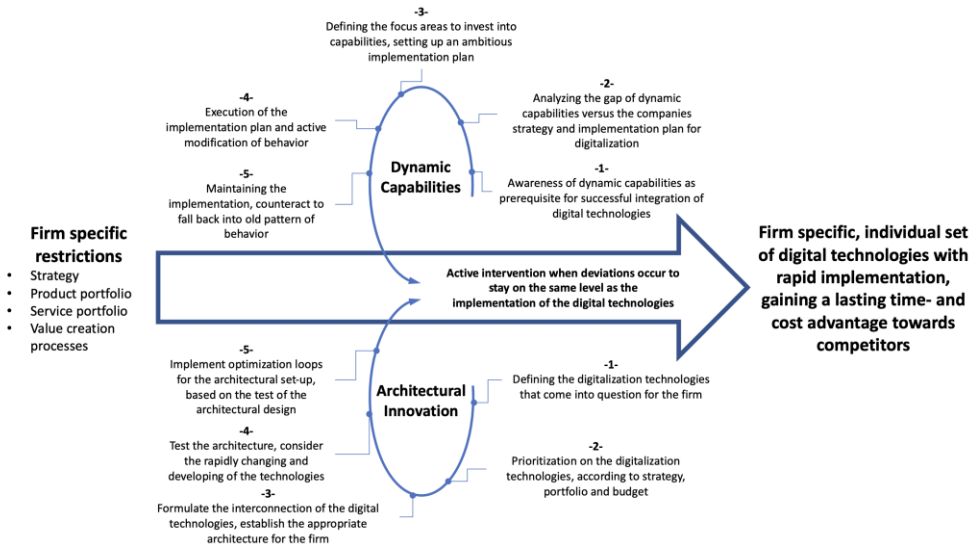 -3-
Defining the focus areas to invest into
capabilities, setting up an ambitious
implementation plan
-4-
Execution of the
implementation plan and active
modification of behavior
-2-
Analyzing the gap of dynamic
capabilities versus the companies
strategy and implementation plan for
digitalization
-5-
Maintaining the
implementation, counteract to
fall back into old pattern of
behavior
Dynamic
Capabilities
-1-
Awareness of dynamic capabilities as
prerequisite for successful integration of
digital technologies
Firm specific
restrictions
• Strategy
• Product portfolio
• Service portfolio
• Value creation
processes
Active intervention when deviations occur to
stay on the same level as the
implementation of the digital technologies
Firm specific, individual set
of digital technologies with
rapid implementation,
gaining a lasting time- and
cost advantage towards
competitors
-5-
Implement optimization loops
for the architectural set-up,
based on the test of the
architectural design
Architectural
Innovation
-1-
Defining the digitalization technologies
that come into question for the firm
-4-
Test the architecture, consider
the rapidly changing and
developing of the technologies
-2-
Prioritization on the digitalization
technologies, according to strategy,
portfolio and budget
-3-
Formulate the interconnection of the digital
technologies, establish the appropriate
architecture for the firm